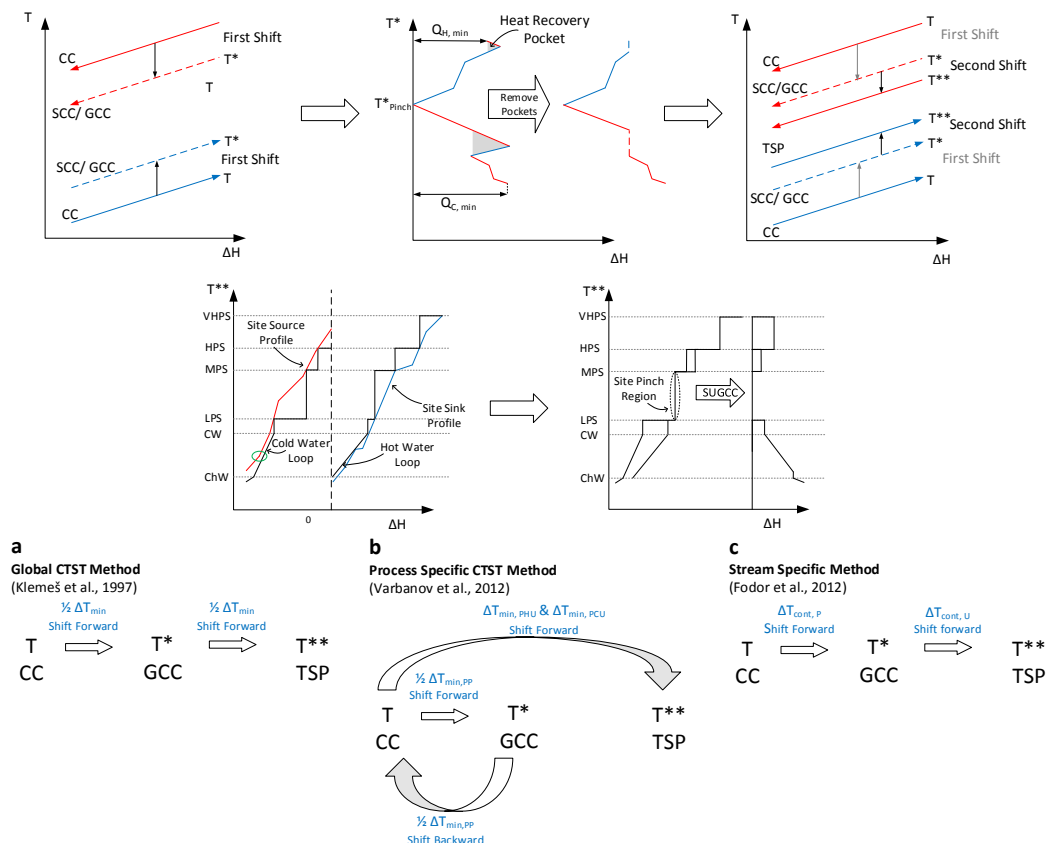 T
First Shift
CC
T*
T
SCC/ GCC
T*
SCC/ GCC
First Shift
T
CC
ΔH
T*
Q H, min
Heat Recovery
Pocket
T* Pinch
Remove
Pockets
Q C, min
ΔH
T
T
First Shift
CC
T*
Second Shift
SCC/GCC
T**
T**
Second Shift
TSP
T*
First Shift
SCC/ GCC
T
CC
ΔH
T**
VHPS
Site Source
Profile
HPS
MPS
Site Sink
Profile
LPS
CW
Cold Water
Loop
Hot Water
Loop
ChW
0
ΔH
T**
VHPS
HPS
MPS
Site Pinch
Region
SUGCC
LPS
CW
ChW
ΔH
a
Global CTST Method
(Klemeš et al., 1997)
½ ΔTmin
Shift Forward
½ ΔTmin
Shift Forward
T
T*
T**
CC
GCC
TSP
b
Process Specific CTST Method
(Varbanov et al., 2012)
ΔTmin, PHU & ΔTmin, PCU
Shift Forward
½ ΔTmin,PP
Shift Forward
T
T*
T**
CC
GCC
TSP
½ ΔTmin,PP
Shift Backward
c
Stream Specific Method
(Fodor et al., 2012)
ΔTcont, P
Shift Forward
ΔTcont, U
Shift forward
T
T*
T**
CC
GCC
TSP